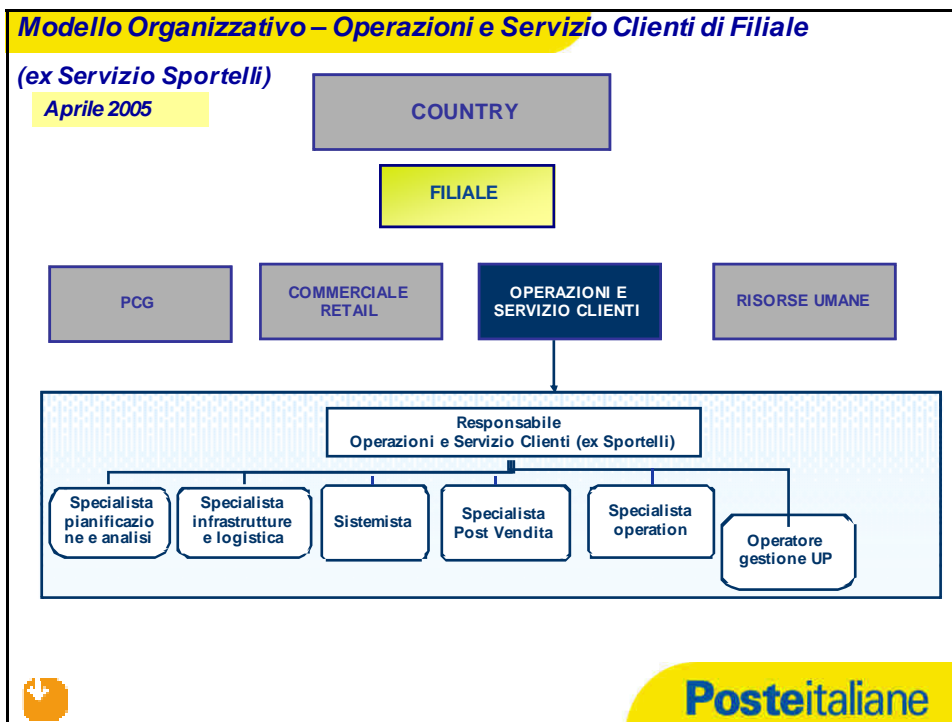 Modello Organizzativo – Operazioni e Servizio Clienti di Filiale
(ex Servizio Sportelli)
Aprile 2005
COUNTRY
FILIALE
PCG
COMMERCIALE
RETAIL
OPERAZIONI E
SERVIZIO CLIENTI
RISORSE UMANE
Responsabile
Operazioni e Servizio Clienti (ex Sportelli)
Specialista
pianificazio
ne e analisi
Specialista
infrastrutture
e logistica
Sistemista
Specialista
Post Vendita
Specialista
operation
Operatore
gestione UP
Posteitaliane